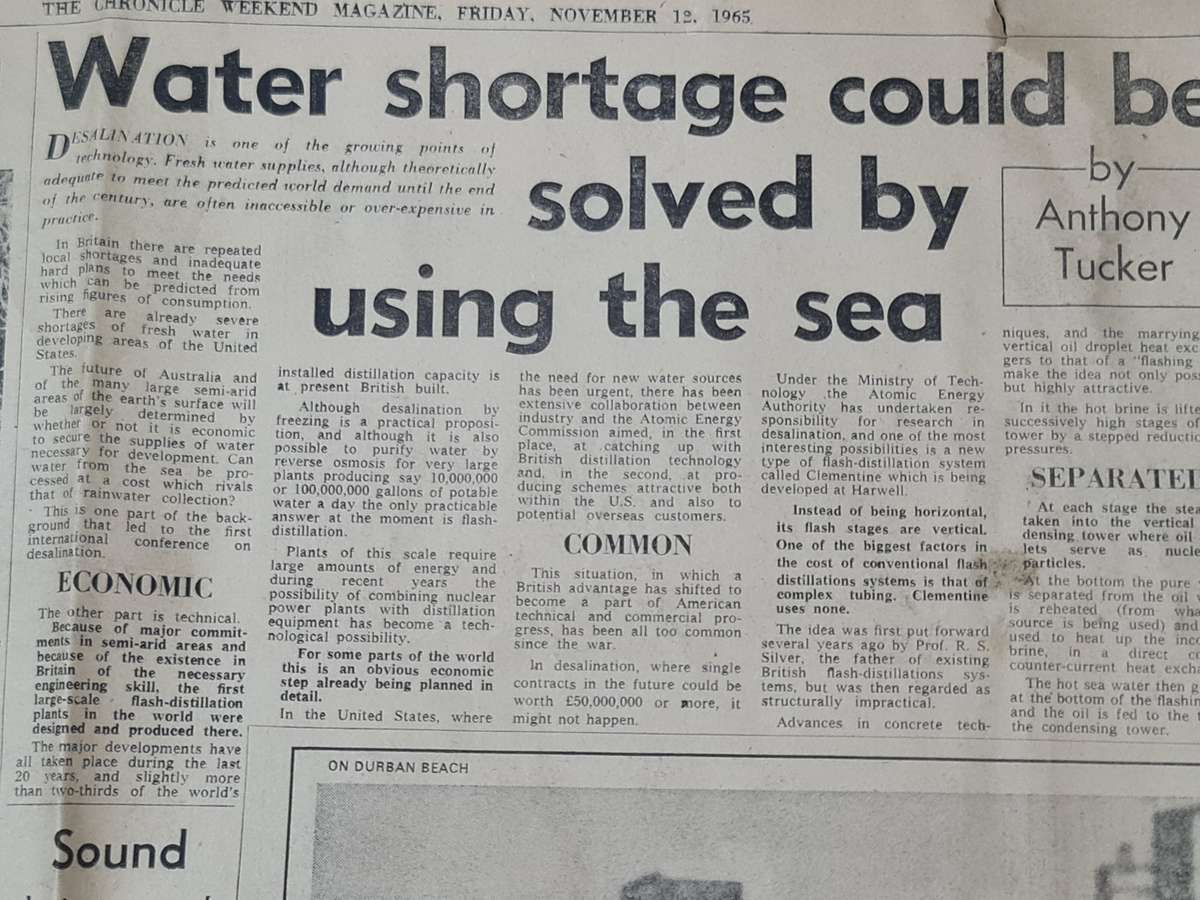 THE CHRONICLE WEEKEND MAGAZINE, FRIDAY, NOVEMBER 12, 1965
Water shortage could be
solved by
using the sea
by
Anthony
Tucker
DESALINATION is one of the growing points of
technology. Fresh water supplies, although theoretically
adequate to meet the predicted world demand until the end
of the century, are often inaccessible or over-expensive in
practice.
In Britain there are repeated
local shortages and inadequate
hard plans to meet the needs
which can be predicted from
rising figures of consumption.
There are already severe
shortages of fresh water in
developing areas of the United
States.
The future of Australia and
of the many large semi-arid
areas of the earth's surface will
be largely determined by
whether or not it is economic
to secure the supplies of water
necessary for development. Can
water from the sea be pro-
cessed at a cost which rivals
that of rainwater collection?
This is one part of the back-
ground that led to the first
international conference on
desalination.
ECONOMIC
The other part is technical.
Because of major commit-
ments in semi-arid areas and
because of the existence in
Britain of the necessary
engineering skill, the first
large-scale flash-distillation
plants in the world were
designed and produced there.
The major developments have
all taken place during the last
20 years, and slightly more
than two-thirds of the world's
installed distillation capacity is
at present British built.
Although desalination by
freezing is a practical proposi-
tion, and although it is also
possible to purify water by
reverse osmosis for very large
plants producing say 10,000,000
or 100,000,000 gallons of potable
water a day the only practicable
answer at the moment is flash-
distillation.
Plants of this scale require
large amounts of energy and
during recent years the
possibility of combining nuclear
power plants with distillation
equipment has become a tech-
nological possibility.
For some parts of the world
this is an obvious economic
step already being planned in
detail.
In the United States, where
the need for new water sources
has been urgent, there has been
extensive collaboration between
industry and the Atomic Energy
Commission aimed, in the first
place, at catching up with
British distillation technology
and, in the second, at pro-
ducing schemes attractive both
within the U.S. and also to
potential overseas customers.
COMMON
This situation, in which a
British advantage has shifted to
become a part of American
technical and commercial pro-
gress, has been all too common
since the war.
In desalination, where single
contracts in the future could be
worth £50,000,000 or more, it
might not happen.
Under the Ministry of Tech-
nology the Atomic Energy
Authority has undertaken re-
sponsibility for research in
desalination, and one of the most
interesting possibilities is a new
type of flash-distillation system
called Clementine which is being
developed at Harwell.
Instead of being horizontal,
its flash stages are vertical.
One of the biggest factors in
the cost of conventional flash
distillations systems is that of
complex tubing. Clementine
uses none.
The idea was first put forward
several years ago by Prof. R. S.
Silver, the father of existing
British flash-distillations sys-
tems, but was then regarded as
structurally impractical.
Advances in concrete tech-
niques, and the marrying
vertical oil droplet heat exc
gers to that of a "flashing
make the idea not only poss
but highly attractive.
In it the hot brine is lifte
successively high stages of
tower by a stepped reducti
pressures.
SEPARATEL
At each stage the stea
taken into the vertical
densing tower where oil
lets serve as nucle
particles.
At the bottom the pure
is separated from the oil
is reheated (from wha
source is being used) and
used to heat up the inco
brine, in a direct co
counter-current heat excha
The hot sea water then p
at the bottom of the flashin
and the oil is fed to the
the condensing tower.
Sound
ON DURBAN BEACH